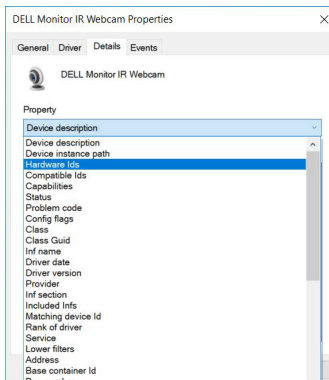 DELL Monitor IR Webcam Properties
General Driver Details Events
DELL Monitor IR Webcam
Property
Device description
Device description
Device instance path
Hardware Ids
Compatible Ids
Capabilities
Status
Problem code
Config flags
Class
Class Guid
Inf name
Driver date
Driver version
Provider
Inf section
Included Infs
Matching device Id
Rank of driver
Service
Lower filters
Address
Base container Id